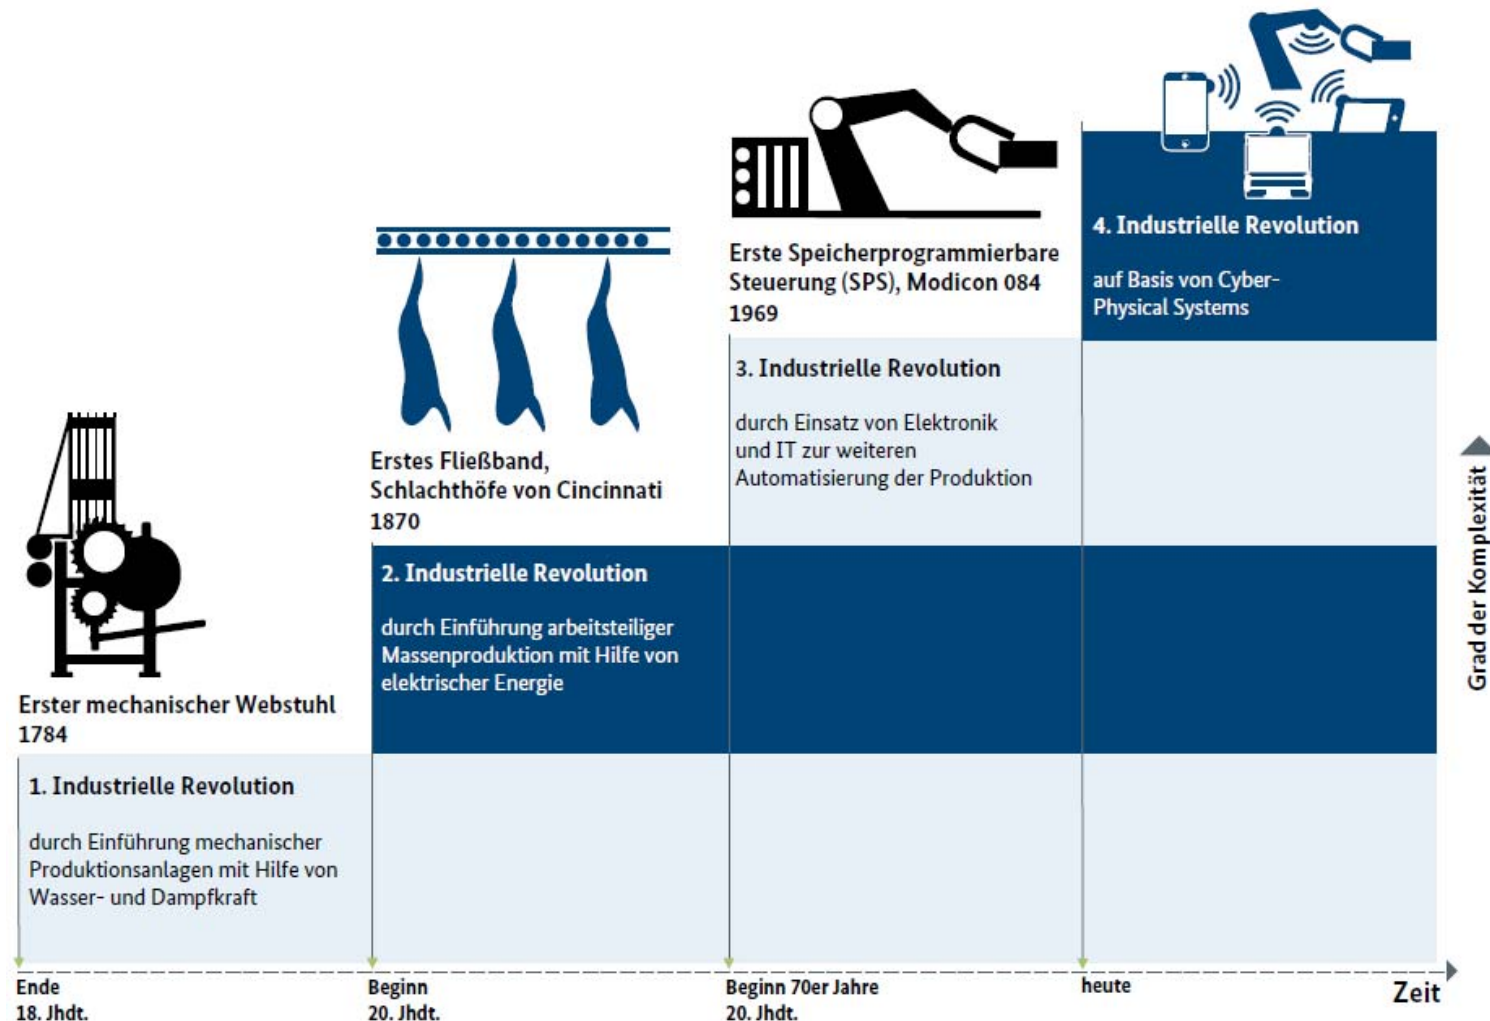 4. Industrielle Revolution
auf Basis von Cyber-
Physical Systems
Erste Speicherprogrammierbare
Steuerung (SPS), Modicon 084
1969
3. Industrielle Revolution
durch Einsatz von Elektronik
und IT zur weiteren
Automatisierung der Produktion
Erstes Fließband,
Schlachthöfe von Cincinnati
1870
2. Industrielle Revolution
durch Einführung arbeitsteiliger
Massenproduktion mit Hilfe von
elektrischer Energie
Erster mechanischer Webstuhl
1784
1. Industrielle Revolution
durch Einführung mechanischer
Produktionsanlagen mit Hilfe von
Wasser- und Dampfkraft
Grad der Komplexität
Ende
18. Jhdt.
Beginn
20. Jhdt.
Beginn 70er Jahre
20. Jhdt.
heute
Zeit